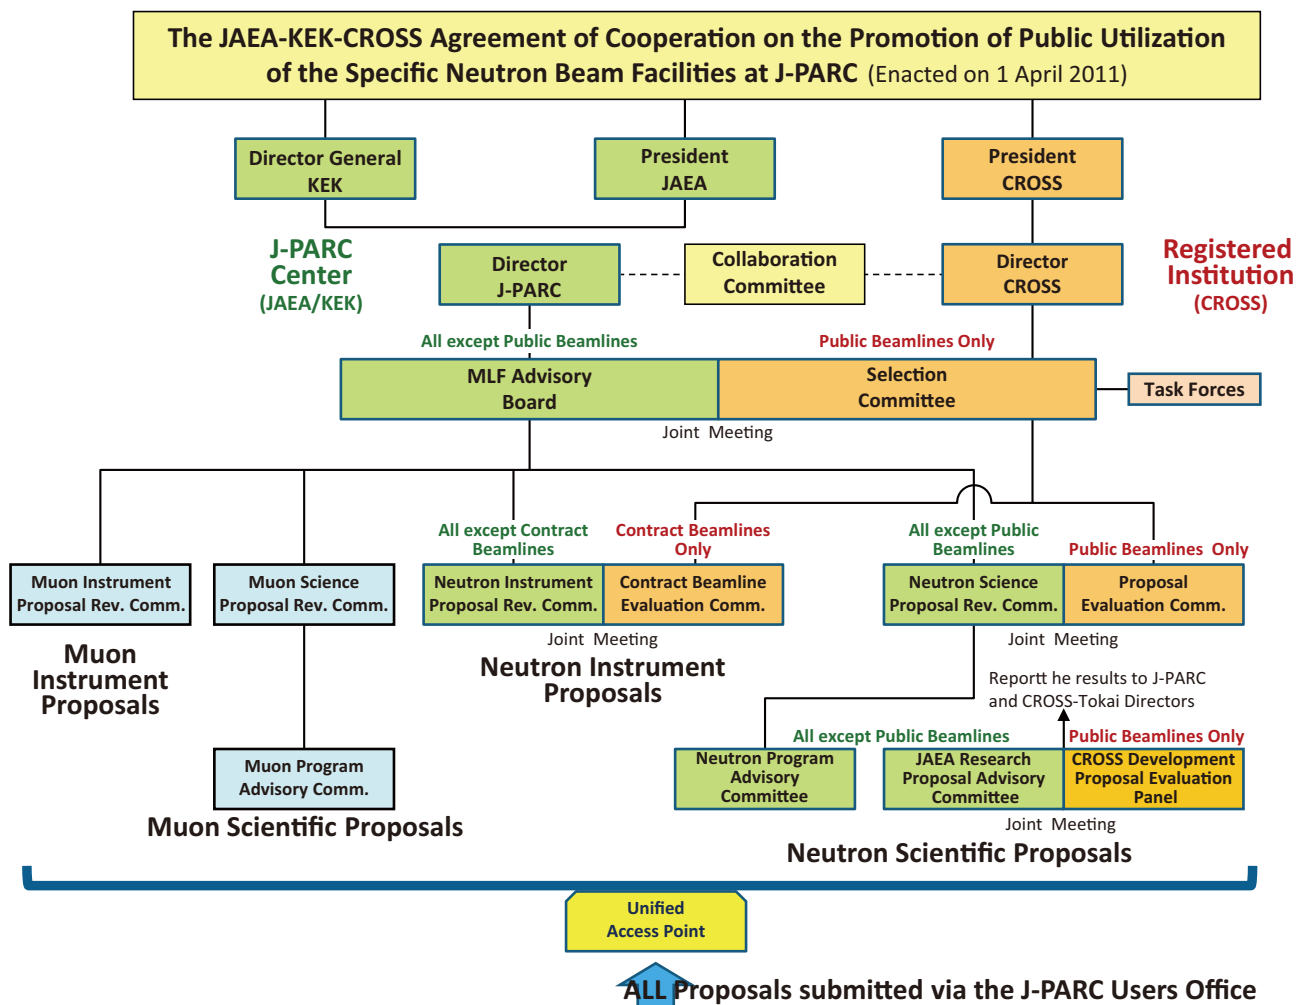 The JAEA-KEK-CROSS Agreement of Cooperation on the Promotion of Public Utilization
of the Specific Neutron Beam Facilities at J-PARC (Enacted on 1 April 2011)
Director General
KEK
President
JAEA
President
CROSS
J-PARC
Center
(JAEA/KEK)
Director
J-PARC
Collaboration
Committee
Director
CROSS
Registered
Institution
(CROSS)
All except Public Beamlines
Public Beamlines Only
MLF Advisory
Board
Selection
Committee
Task Forces
Joint Meeting
All except Contract
Beamlines
Contract Beamlines
Only
All except Public
Beamlines
Public Beamlines Only
Muon Instrument
Proposal Rev. Comm.
Muon Science
Proposal Rev. Comm.
Neutron Instrument
Proposal Rev. Comm.
Contract Beamline
Evaluation Comm.
Neutron Science
Proposal Rev. Comm.
Proposal
Evaluation Comm.
Joint Meeting
Joint Meeting
Muon
Instrument
Proposals
Neutron Instrument
Proposals
Reportt he results to J-PARC
and CROSS-Tokai Directors
All except Public Beamlines
Public Beamlines Only
Muon Program
Advisory Comm.
Neutron Program
Advisory
Committee
JAEA Research
Proposal Advisory
Committee
CROSS Development
Proposal Evaluation
Panel
Joint Meeting
Muon Scientific Proposals
Neutron Scientific Proposals
Unified
Access Point
ALL Proposals submitted via the J-PARC Users Office